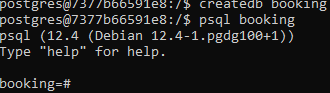 postgres@7377b66591e8:/$ createdb booking
postgres@7377b66591e8:/$ psql booking
psql (12.4 (Debian 12.4-1.pgdg100+1))
Type "help" for help.
booking=#